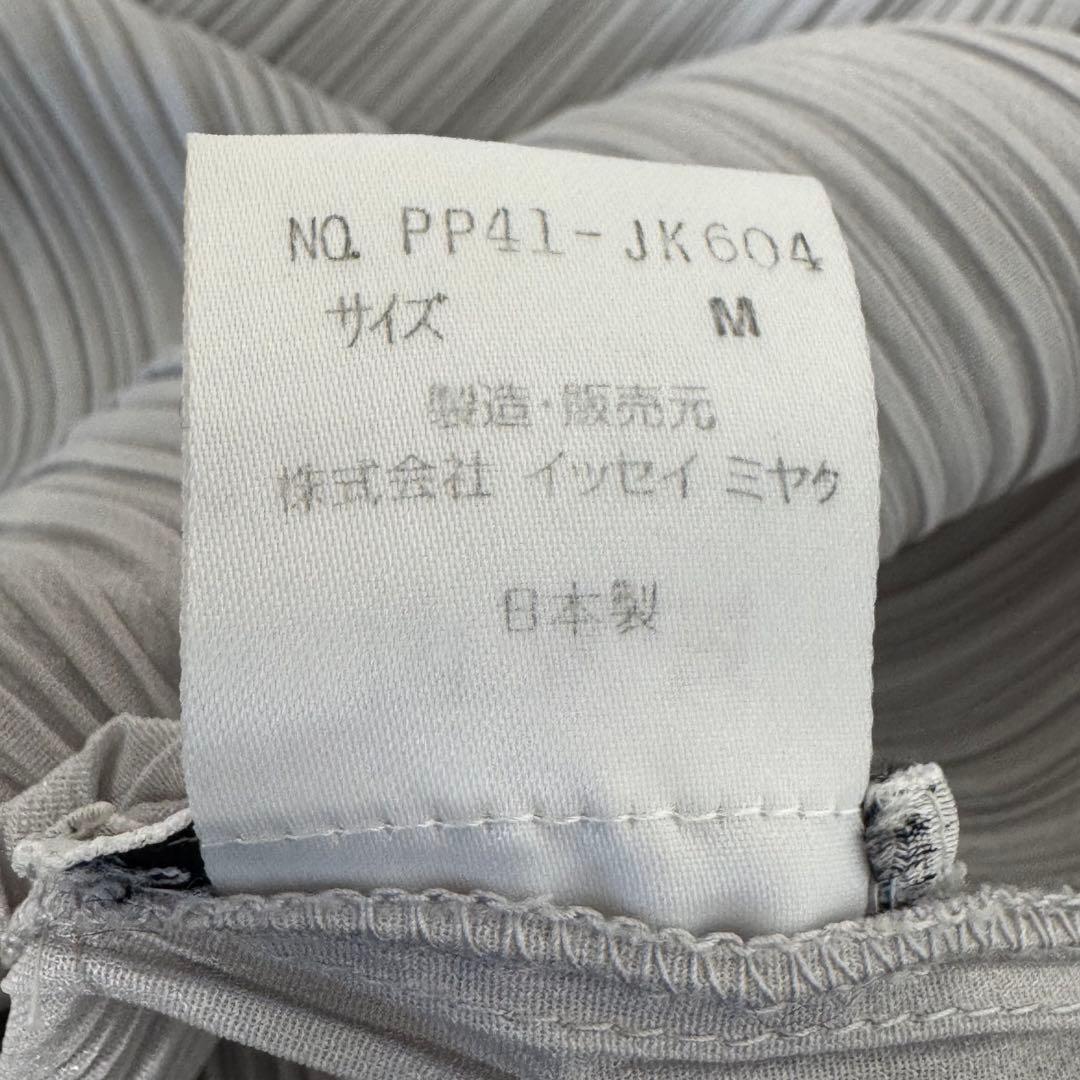 NO. PP41-JK604
サイズ M
製造・販売元
株式会社 イッセイ ミヤケ
日本製